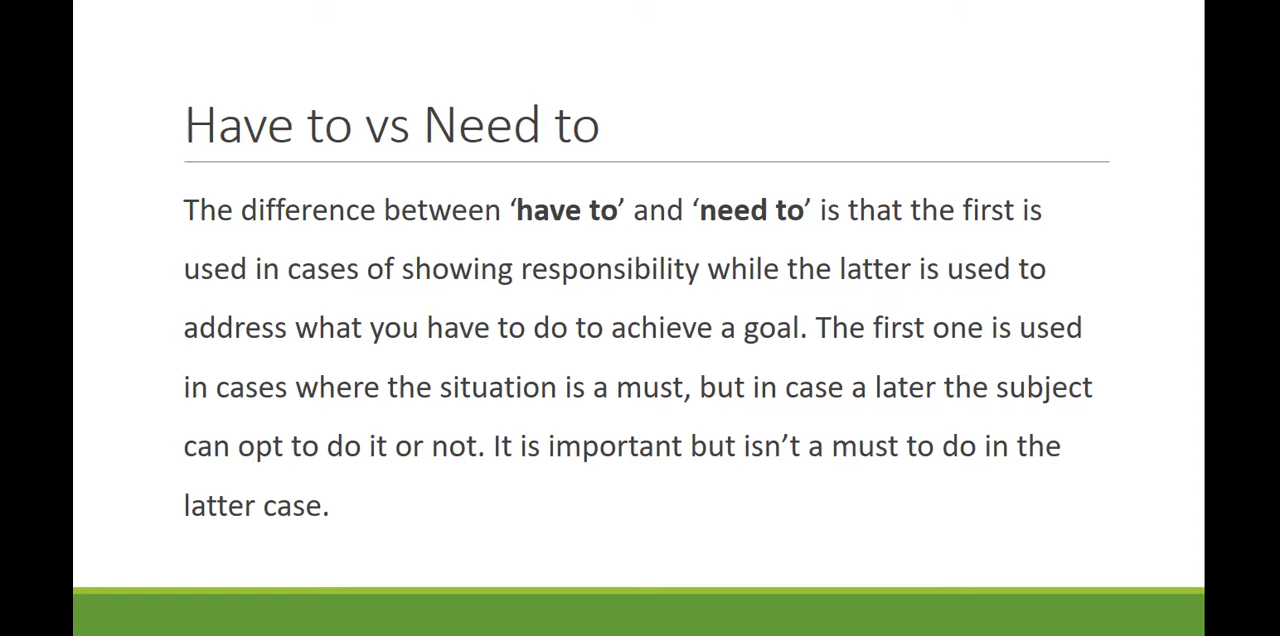 Have to vs Need to
The difference between ‘have to’ and ‘need to’ is that the first is
used in cases of showing responsibility while the latter is used to
address what you have to do to achieve a goal. The first one is used
in cases where the situation is a must, but in case a later the subject
can opt to do it or not. It is important but isn’t a must to do in the
latter case.